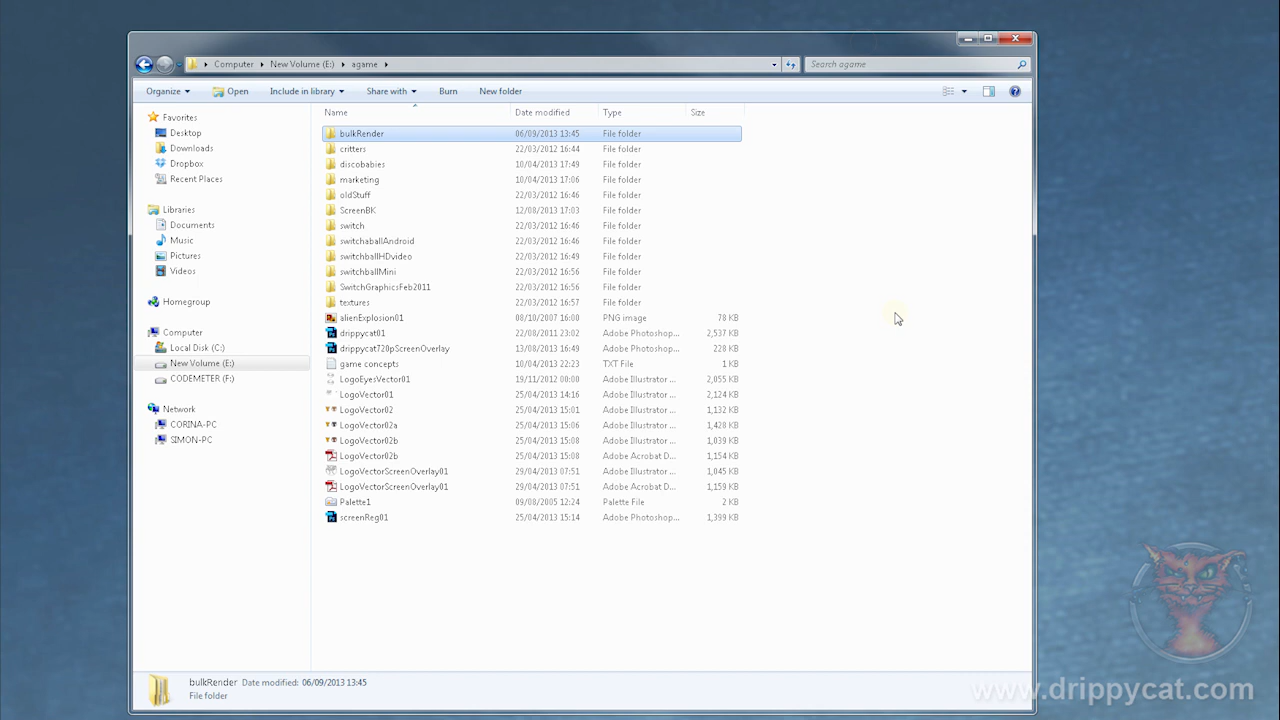 Computer New Volume (E:) agame
Search agame
Organize Open Include in library Share with Burn New folder
Name Date modified Type Size
Favorites
Desktop
Downloads
Dropbox
Recent Places
Libraries
Documents
Music
Pictures
Videos
Homegroup
Computer
Local Disk (C:)
New Volume (E:)
CODEMETER (F:)
Network
CORINA-PC
SIMON-PC
bulkRender 06/09/2013 13:45 File folder
critters 22/03/2012 16:44 File folder
discobabies 10/04/2013 17:49 File folder
marketing 10/04/2013 17:06 File folder
oldStuff 22/03/2012 16:46 File folder
ScreenBK 12/08/2013 17:03 File folder
switch 22/03/2012 16:46 File folder
switchaballAndroid 22/03/2012 16:46 File folder
switchballHDvideo 22/03/2012 16:49 File folder
switchballMini 22/03/2012 16:56 File folder
SwitchGraphicsFeb2011 22/03/2012 16:56 File folder
textures 22/03/2012 16:57 File folder
alienExplosion01 08/10/2007 16:00 PNG image 78 KB
drippycat01 22/08/2011 23:02 Adobe Photoshop... 2,537 KB
drippycat720pScreenOverlay 13/08/2013 16:49 Adobe Photoshop... 228 KB
game concepts 10/04/2013 22:23 TXT File 1 KB
LogoEyesVector01 19/11/2012 00:00 Adobe Illustrator ... 2,055 KB
LogoVector01 25/04/2013 14:16 Adobe Illustrator ... 2,124 KB
LogoVector02 25/04/2013 15:01 Adobe Illustrator ... 1,132 KB
LogoVector02a 25/04/2013 15:06 Adobe Illustrator ... 1,428 KB
LogoVector02b 25/04/2013 15:08 Adobe Illustrator ... 1,039 KB
LogoVector02b 25/04/2013 15:08 Adobe Acrobat D... 1,154 KB
LogoVectorScreenOverlay01 29/04/2013 07:51 Adobe Illustrator ... 1,045 KB
LogoVectorScreenOverlay01 29/04/2013 07:51 Adobe Acrobat D... 1,159 KB
Palette1 09/08/2005 12:24 Palette File 2 KB
screenReg01 25/04/2013 15:14 Adobe Photoshop... 1,399 KB
bulkRender Date modified: 06/09/2013 13:45
File folder
www.drippycat.com